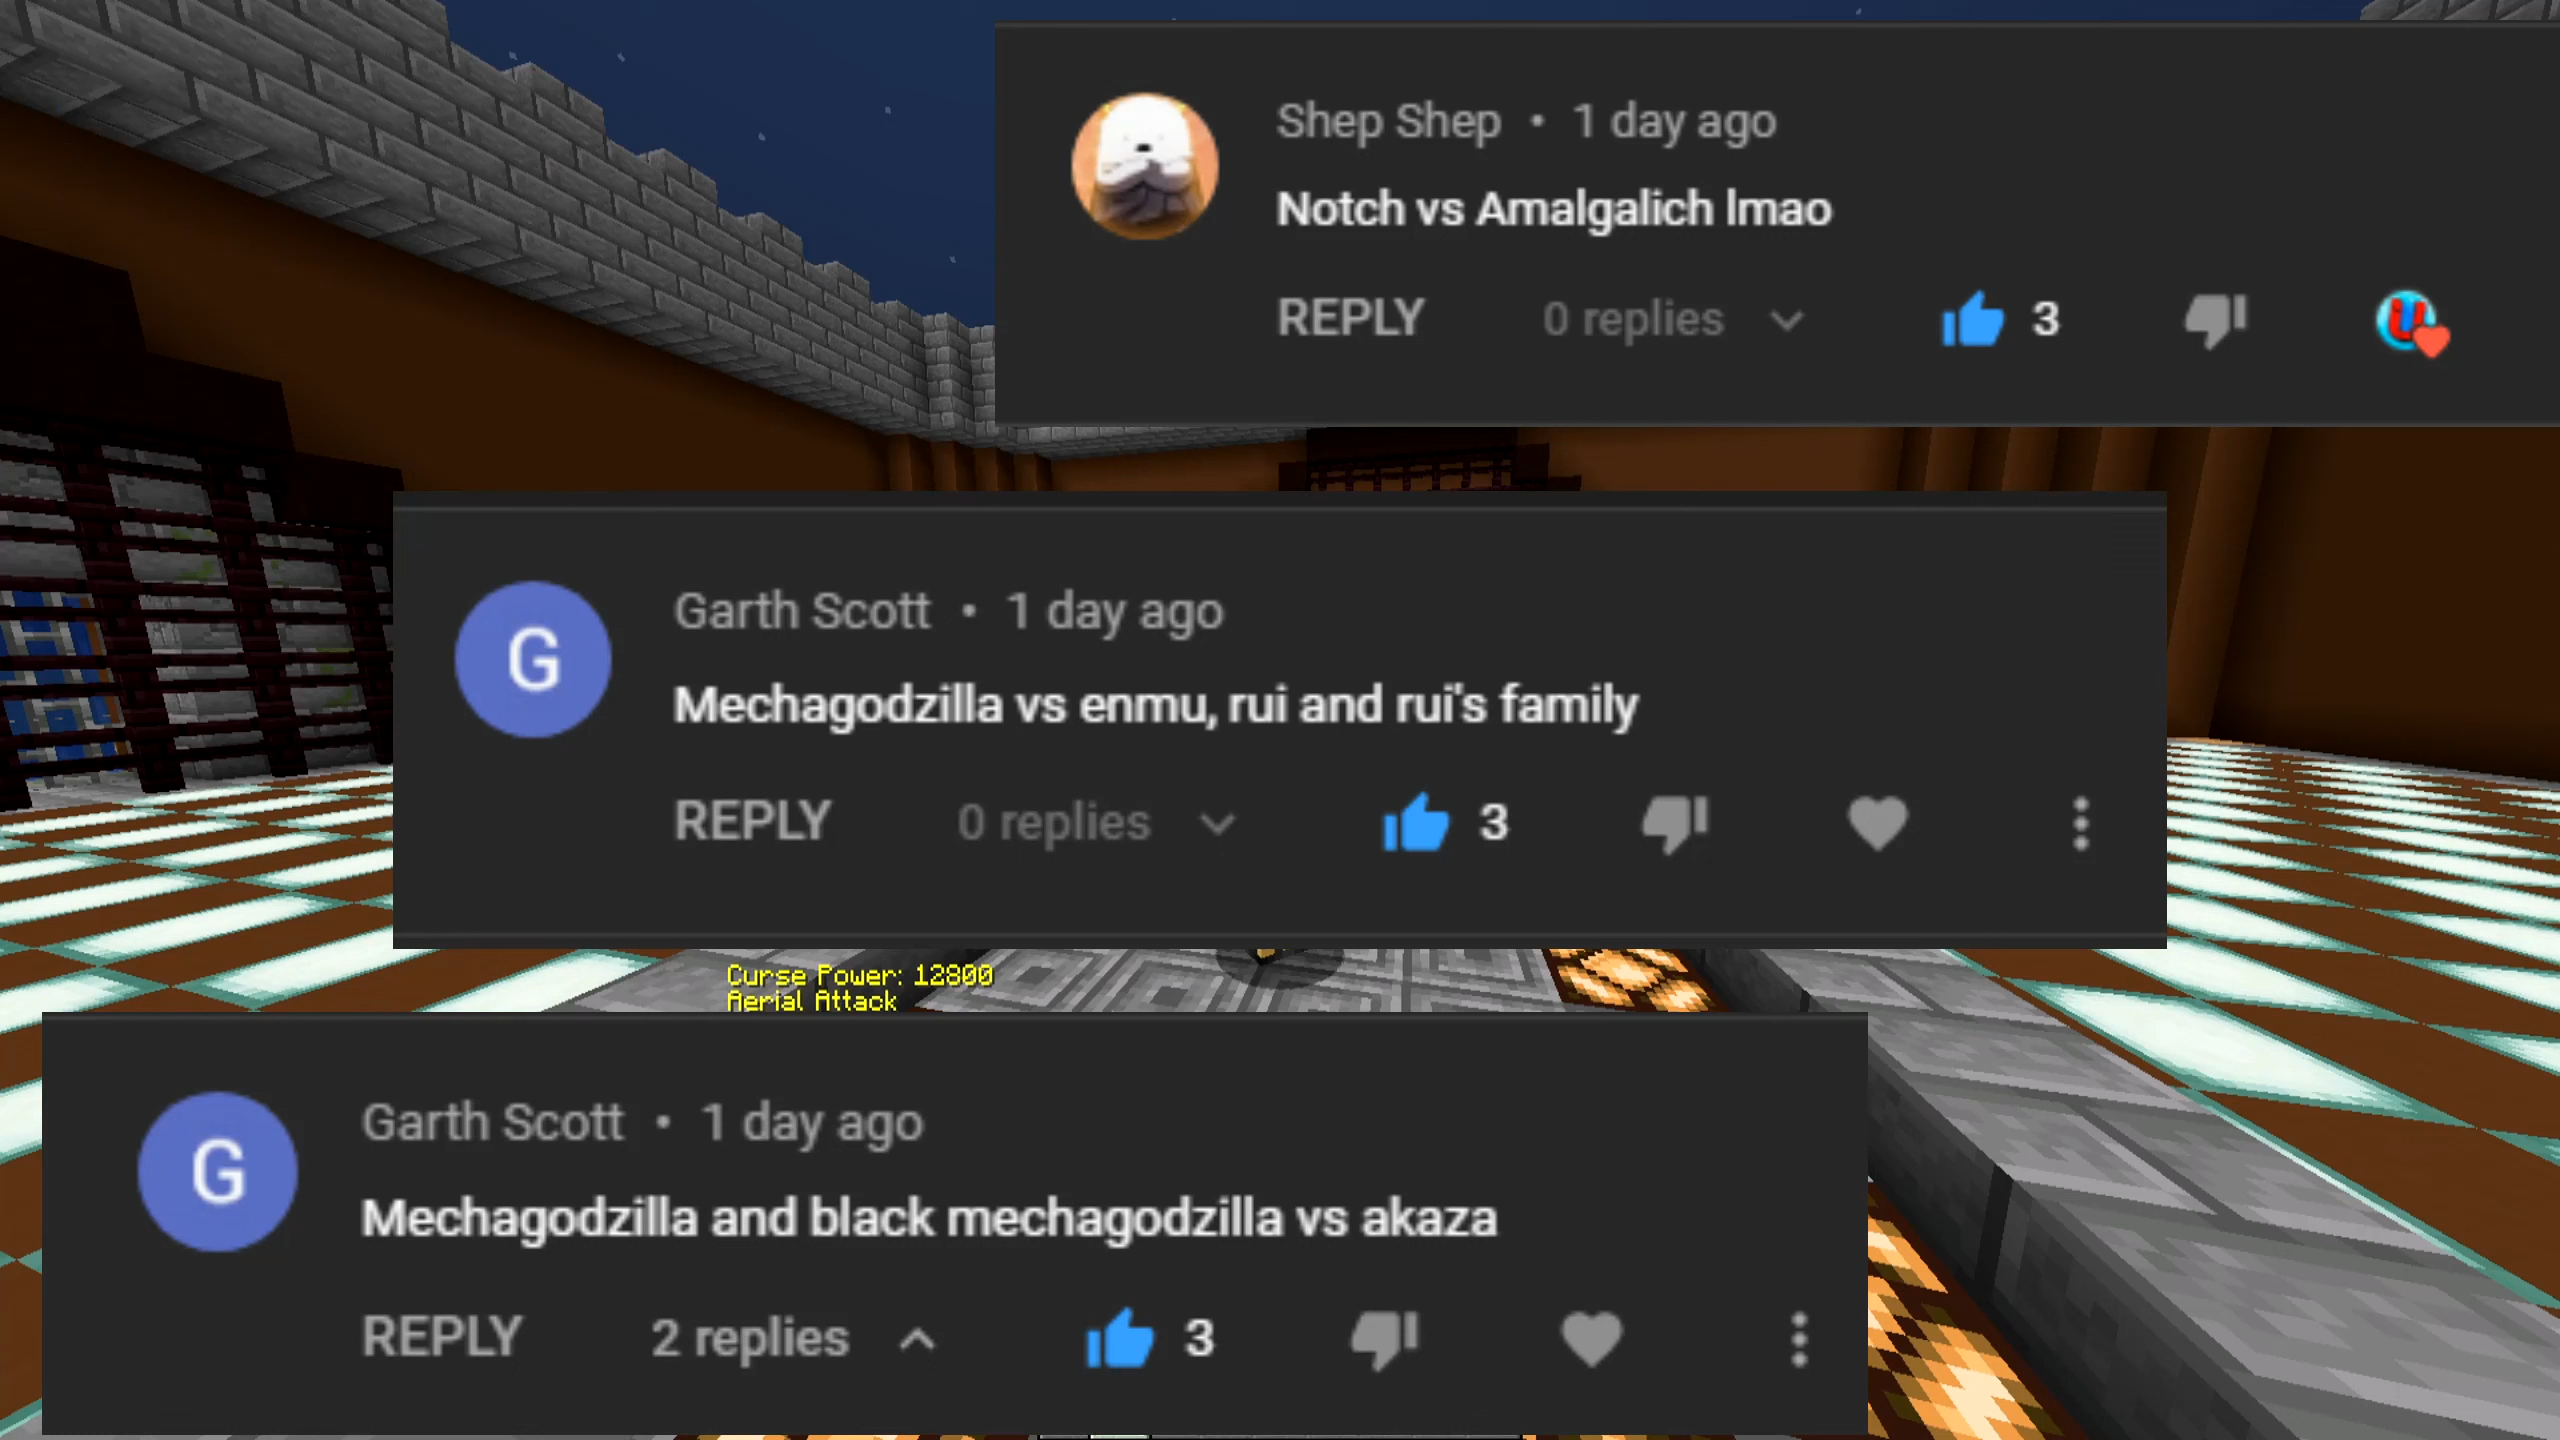 Shep Shep • 1 day ago
Notch vs Amalgalich lmao
REPLY 0 replies 3
U
G
Garth Scott • 1 day ago
Mechagodzilla vs enmu, rui and rui's family
REPLY 0 replies 3
Curse Power: 12800
Aerial Attack
G
Garth Scott • 1 day ago
Mechagodzilla and black mechagodzilla vs akaza
REPLY 2 replies 3